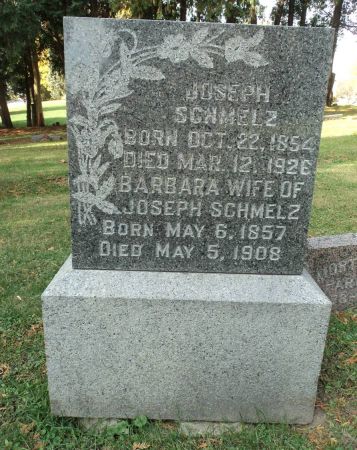 JOSEPH
SCHMELZ
BORN OCT. 22, 1854
DIED MAR. 12, 1926
BARBARA WIFE OF
JOSEPH SCHMELZ
BORN MAY 6, 1857
DIED MAY 5, 1908